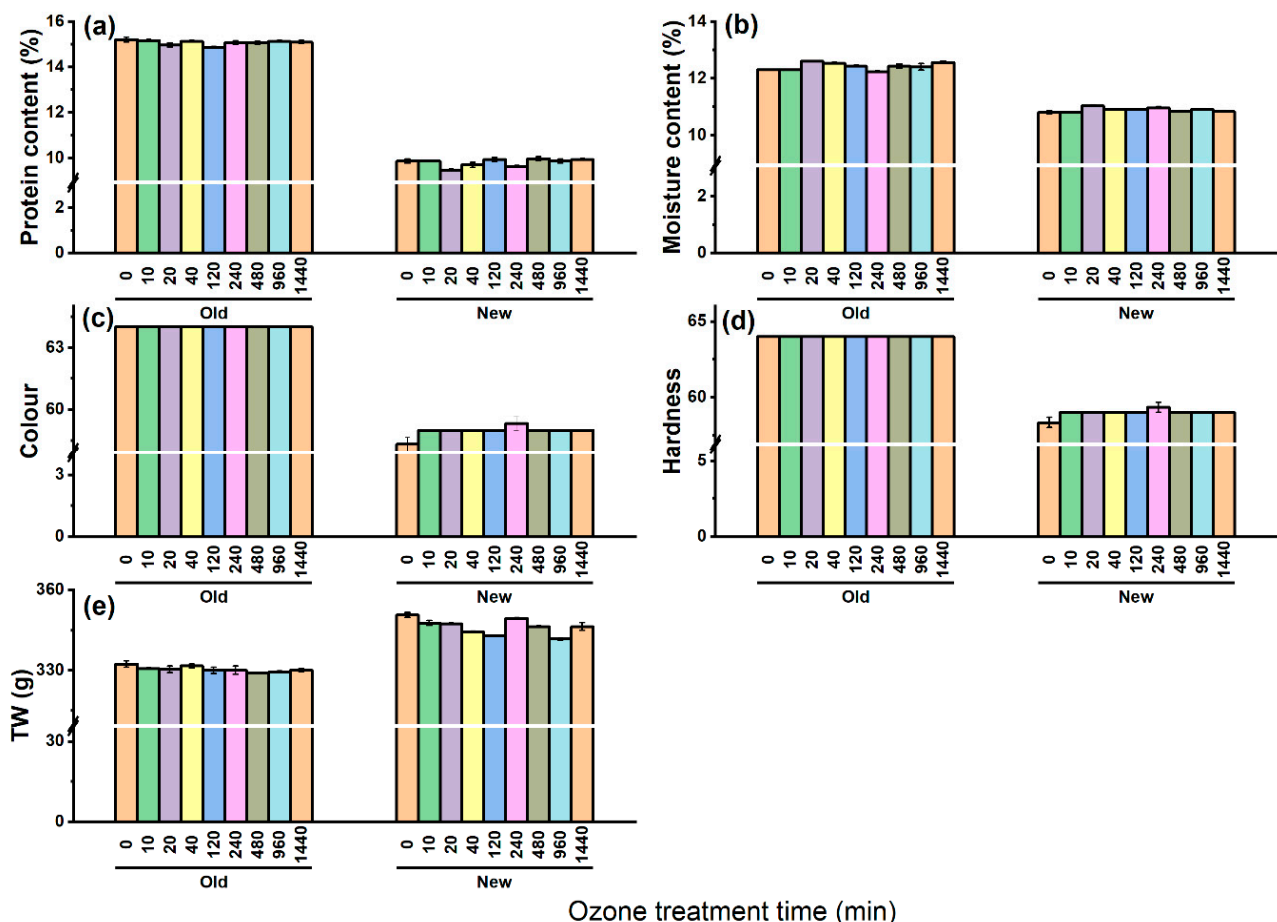 (a)
Protein content (%)
16
14
12
10
2
0
0 10 20 40 120 240 480 960 1440
0 10 20 40 120 240 480 960 1440
Old
New
(b)
Moisture content (%)
14
12
10
2
0
0 10 20 40 120 240 480 960 1440
0 10 20 40 120 240 480 960 1440
Old
New
(c)
Colour
63
60
3
0
0 10 20 40 120 240 480 960 1440
0 10 20 40 120 240 480 960 1440
Old
New
(d)
Hardness
65
60
5
0
0 10 20 40 120 240 480 960 1440
0 10 20 40 120 240 480 960 1440
Old
New
(e)
TW (g)
360
330
30
0
0 10 20 40 120 240 480 960 1440
0 10 20 40 120 240 480 960 1440
Old
New
Ozone treatment time (min)